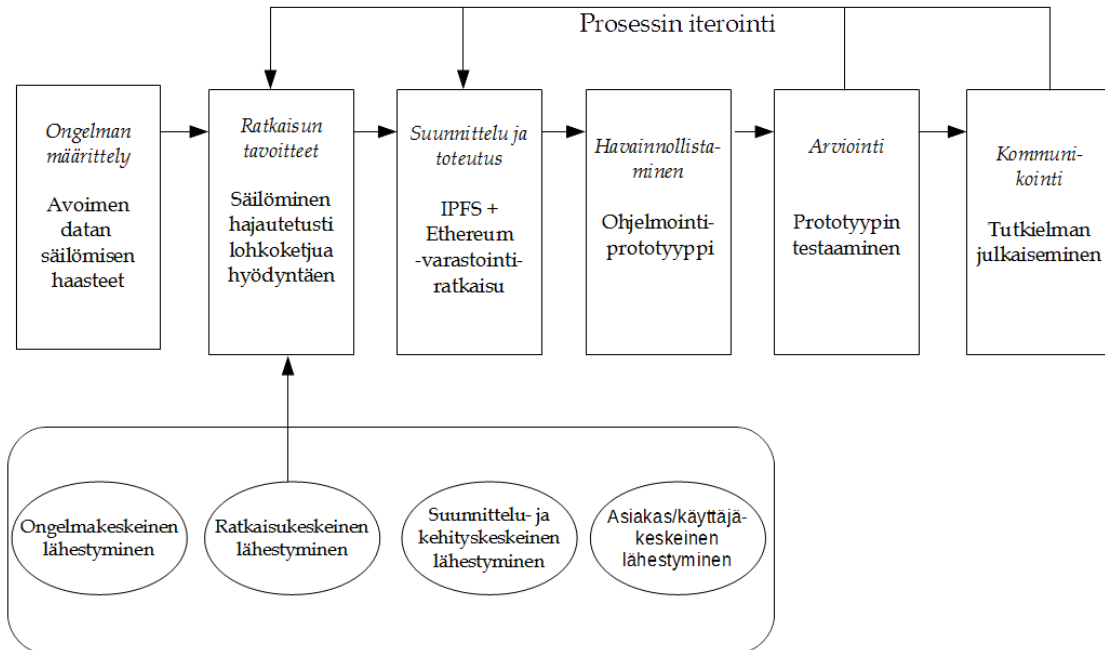 Prosessin iterointi
Ongelman
määrittely
Avoimen
datan
säilömisen
haasteet
Ratkaisun
tavoitteet
Säilöminen
hajautetusti
lohkoketjua
hyödyntäen
Suunnittelu ja
toteutus
IPFS +
Ethereum
-varastointi-
ratkaisu
Havainnollista-
minen
Ohjelmointi-
prototyyppi
Arviointi
Prototyypin
testaaminen
Kommuni-
kointi
Tutkielman
julkaiseminen
Ongelmakeskeinen
lähestyminen
Ratkaisukeskeinen
lähestyminen
Suunnittelu- ja
kehityskeskeinen
lähestyminen
Asiakas/käyttäjä-
keskeinen
lähestyminen